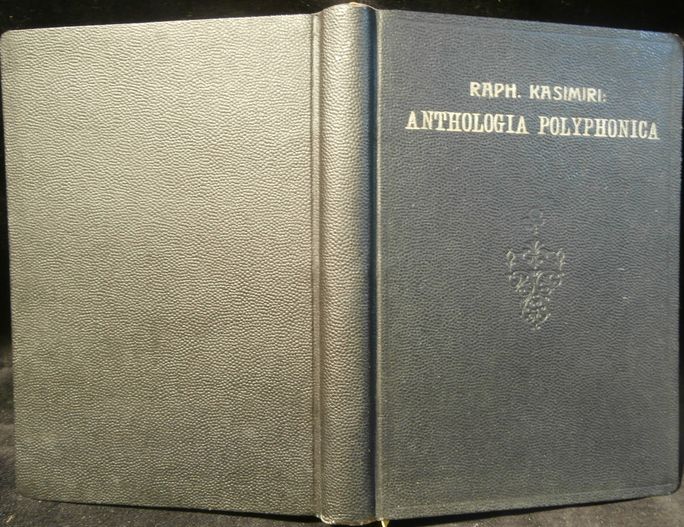 RAPH. KASIMIRI:
ANTHOLOGIA POLYPHONICA